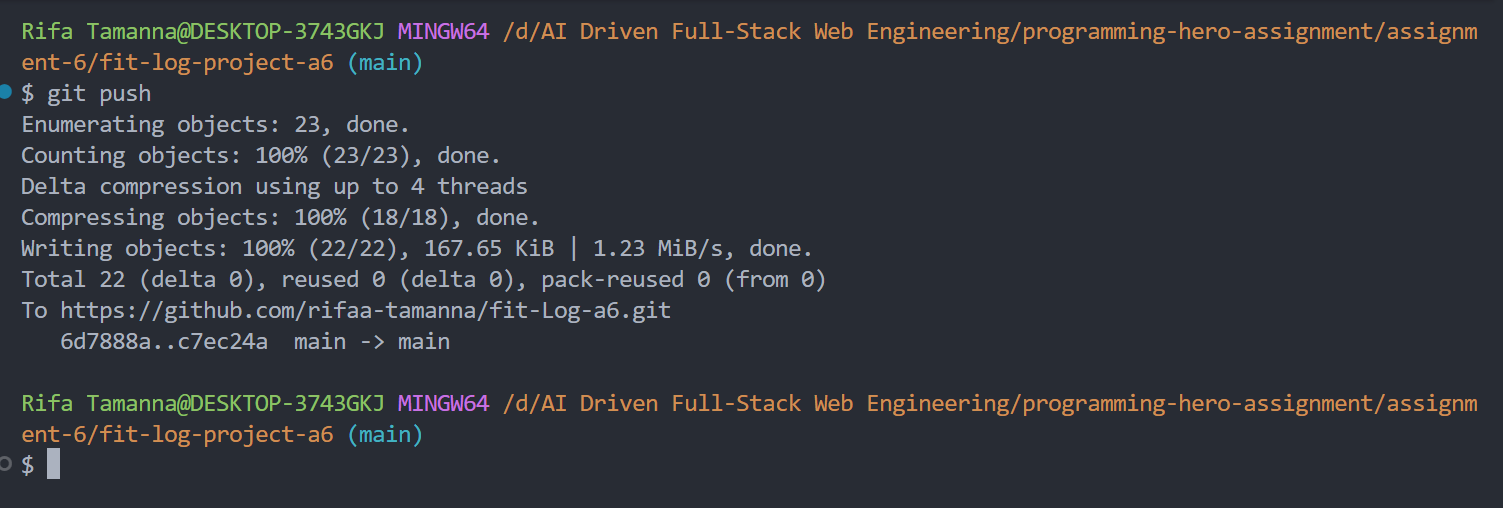 Rifa Tamanna@DESKTOP-3743GKJ MINGW64 /d/AI Driven Full-Stack Web Engineering/programming-hero-assignment/assignm
ent-6/fit-log-project-a6 (main)
$ git push
Enumerating objects: 23, done.
Counting objects: 100% (23/23), done.
Delta compression using up to 4 threads
Compressing objects: 100% (18/18), done.
Writing objects: 100% (22/22), 167.65 KiB | 1.23 MiB/s, done.
Total 22 (delta 0), reused 0 (delta 0), pack-reused 0 (from 0)
To https://github.com/rifaa-tamanna/fit-Log-a6.git
   6d7888a..c7ec24a  main -> main
Rifa Tamanna@DESKTOP-3743GKJ MINGW64 /d/AI Driven Full-Stack Web Engineering/programming-hero-assignment/assignm
ent-6/fit-log-project-a6 (main)
$